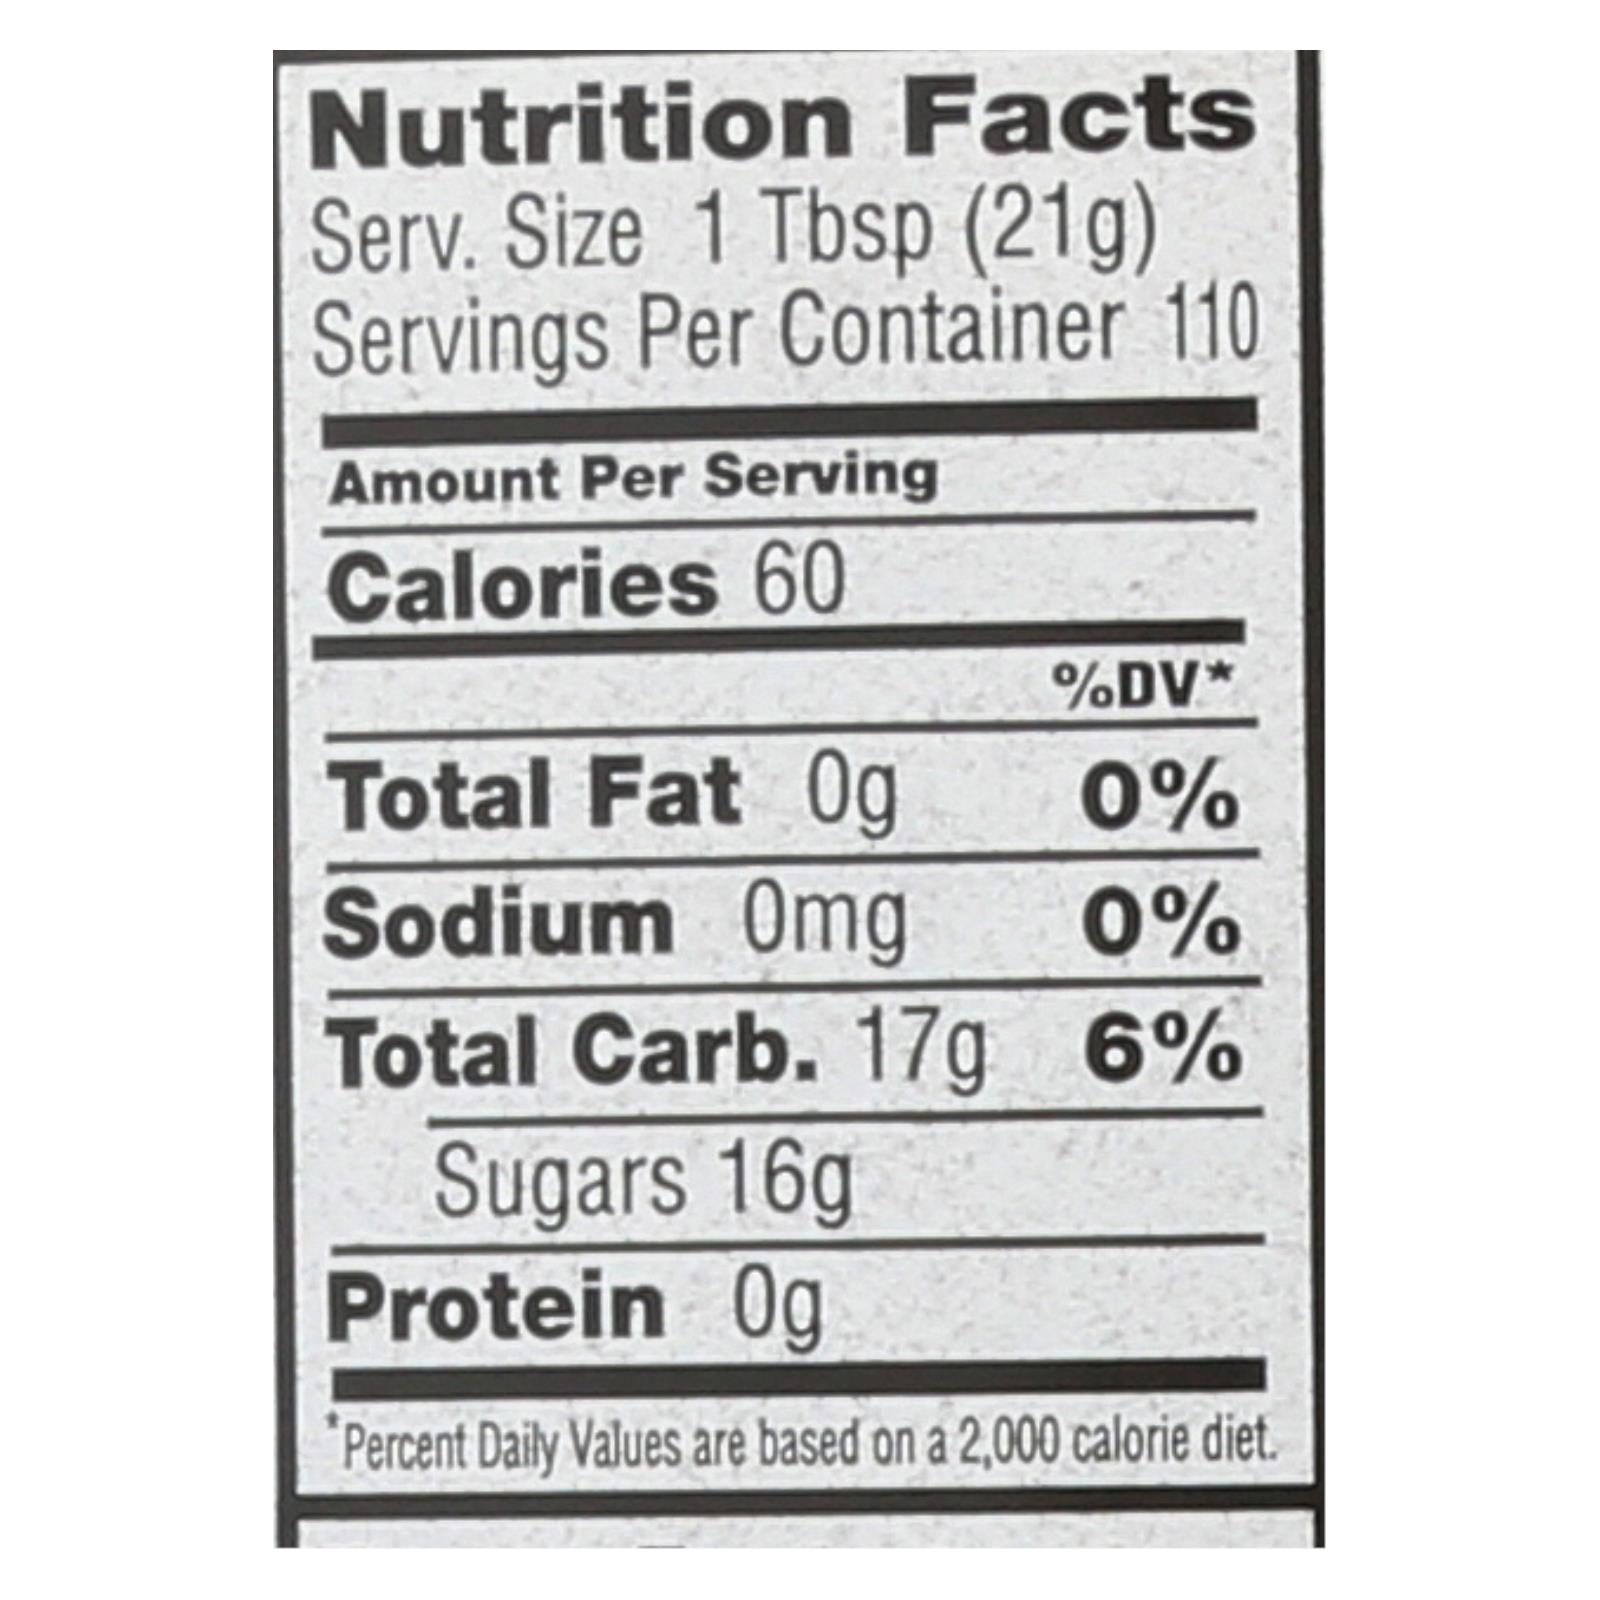 Nutrition Facts
Serv. Size 1 Tbsp (21g)
Servings Per Container 110
Amount Per Serving
Calories 60
%DV*
Total Fat 0g 0%
Sodium 0mg 0%
Total Carb. 17g 6%
Sugars 16g
Protein 0g
*Percent Daily Values are based on a 2,000 calorie diet.